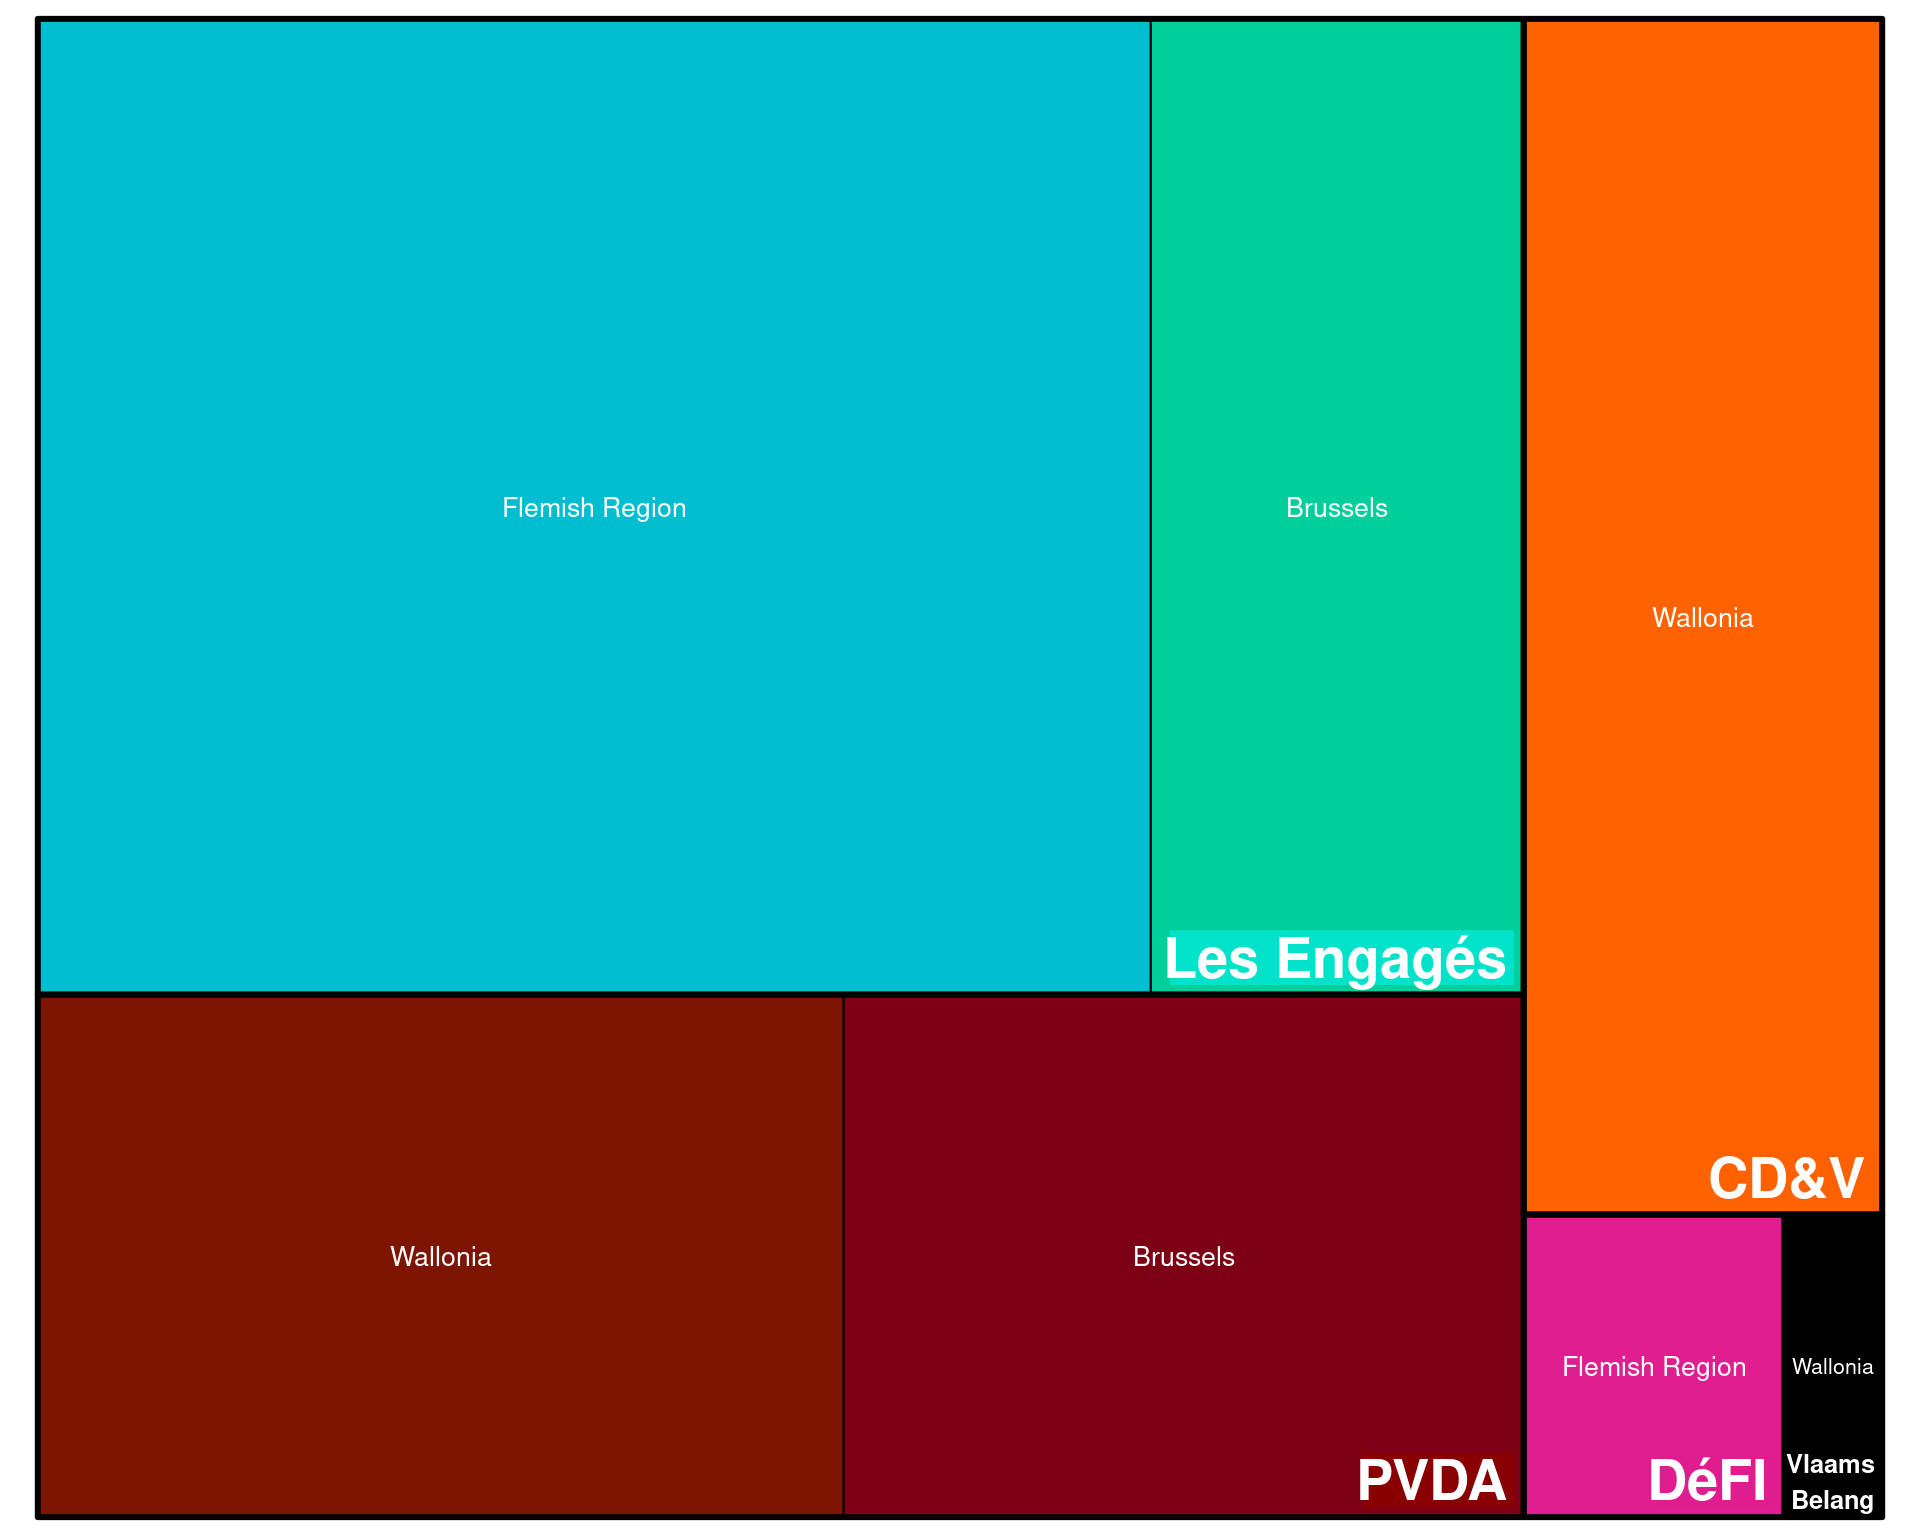 Flemish Region
Brussels
Les Engagés
Wallonia
CD&V
Wallonia
Brussels
PVDA
Flemish Region
DéFI
Wallonia
Vlaams
Belang